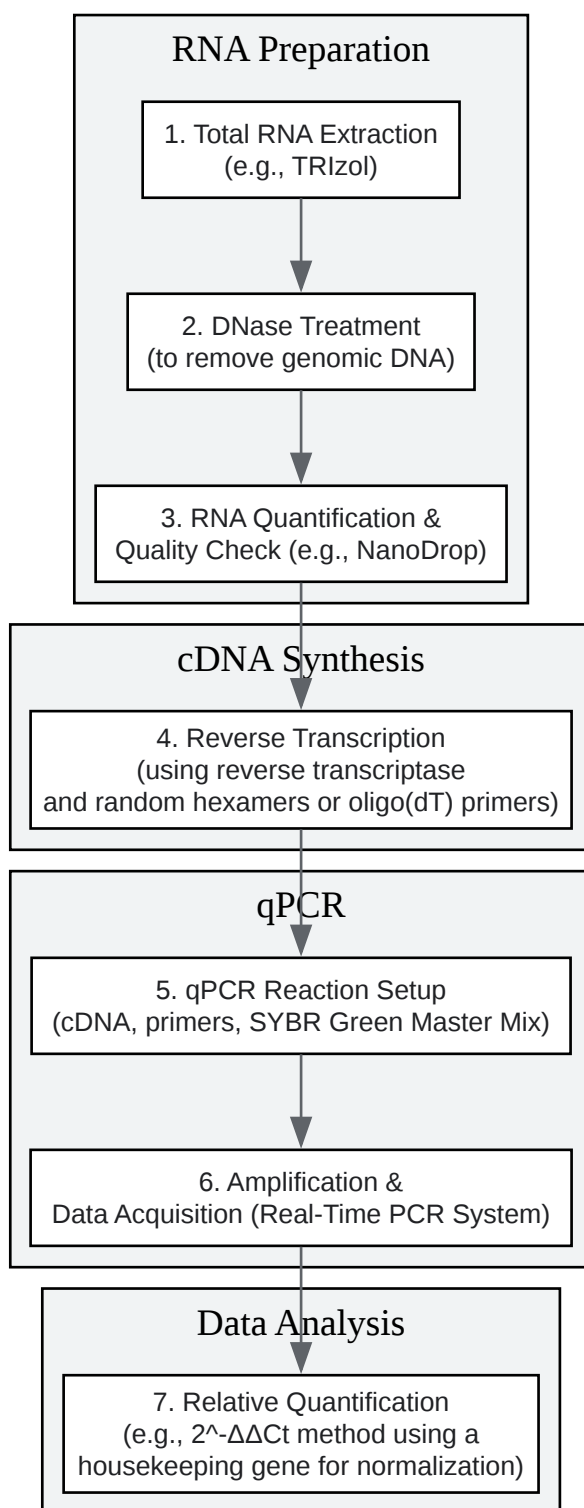 RNA Preparation
1. Total RNA Extraction
(e.g., TRIzol)
2. DNase Treatment
(to remove genomic DNA)
3. RNA Quantification &
Quality Check (e.g., NanoDrop)
cDNA Synthesis
4. Reverse Transcription
(using reverse transcriptase
and random hexamers or oligo(dT) primers)
qPCR
5. qPCR Reaction Setup
(cDNA, primers, SYBR Green Master Mix)
6. Amplification &
Data Acquisition (Real-Time PCR System)
Data Analysis
7. Relative Quantification
(e.g., 2^-ΔΔCt method using a
housekeeping gene for normalization)